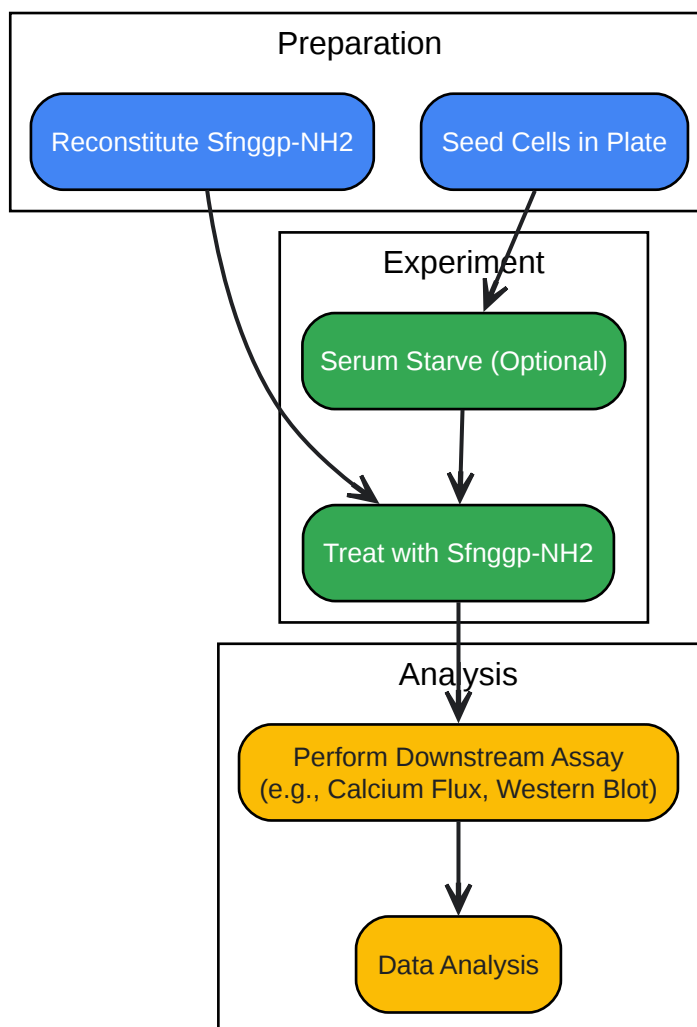 Preparation
Reconstitute Sfnggp-NH2
Seed Cells in Plate
Experiment
Serum Starve (Optional)
Treat with Sfnggp-NH2
Analysis
Perform Downstream Assay
(e.g., Calcium Flux, Western Blot)
Data Analysis